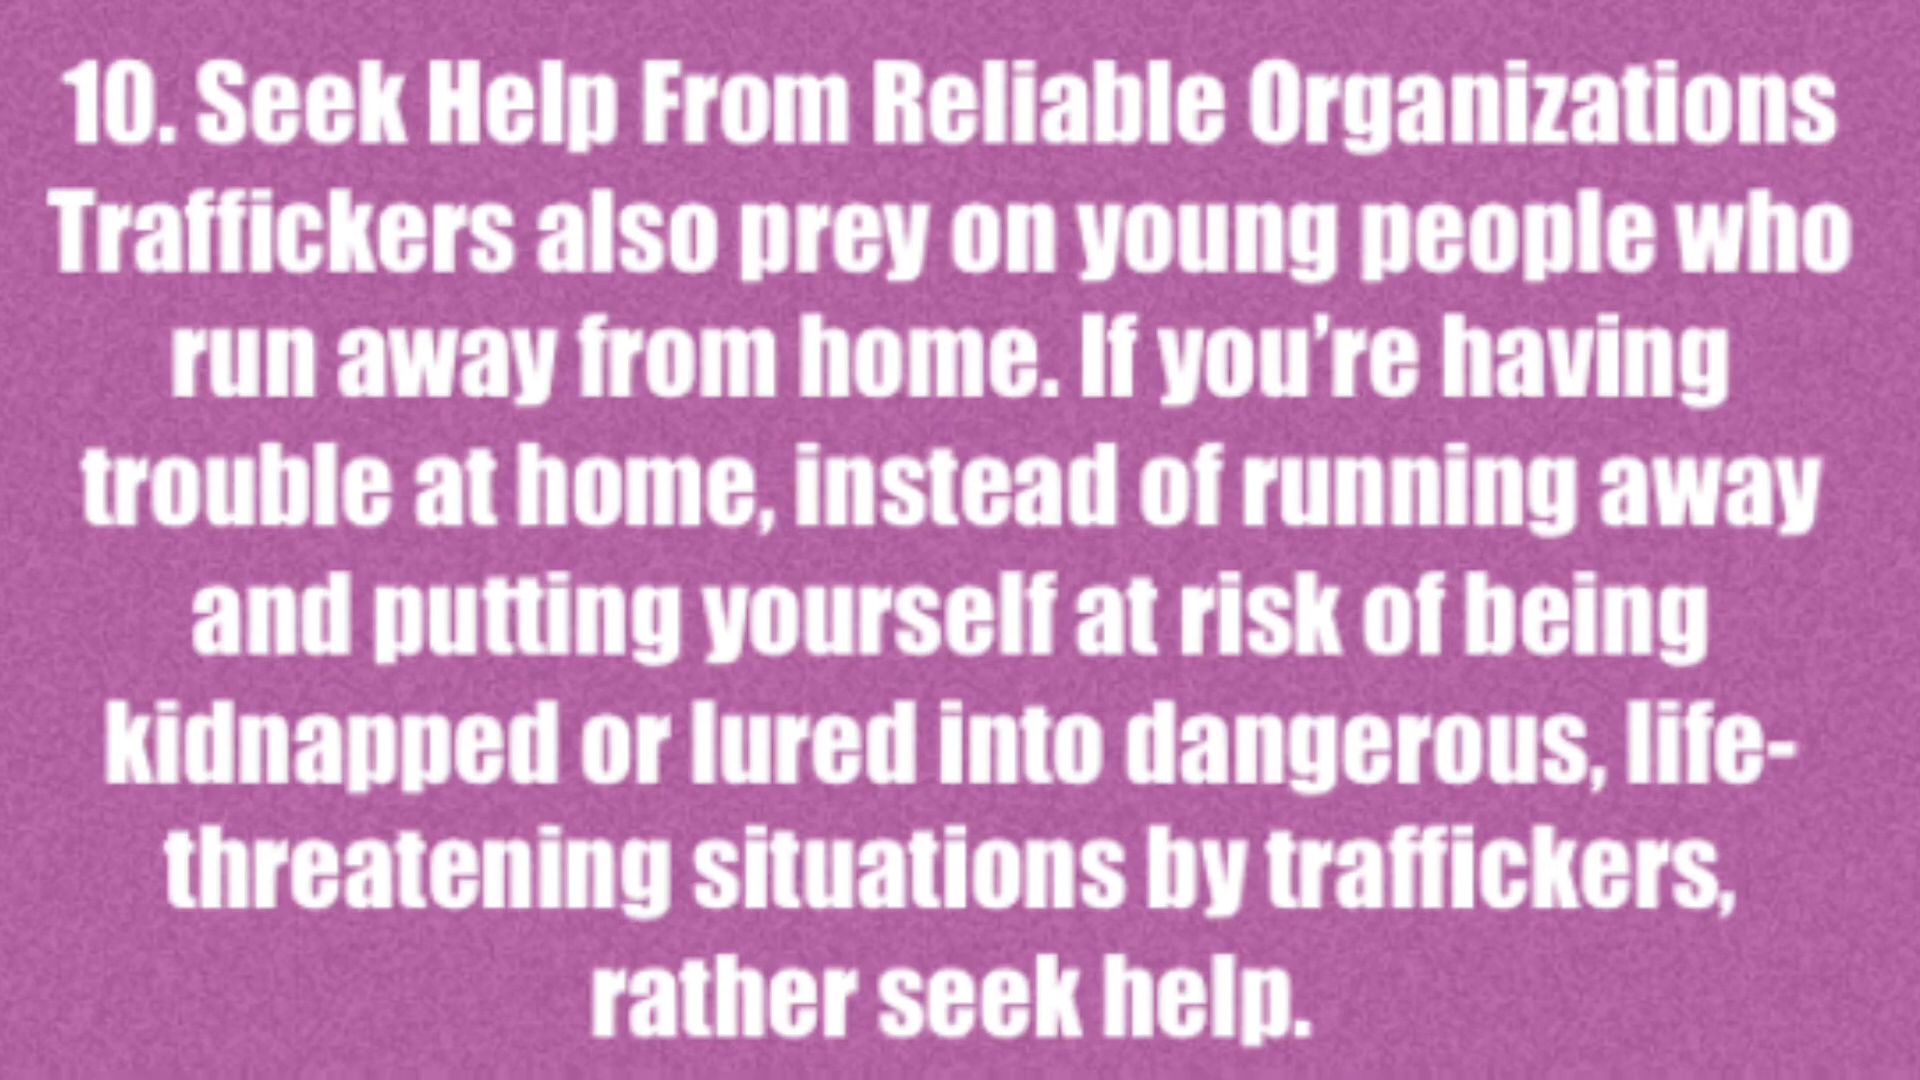 10. Seek Help From Reliable Organizations
Traffickers also prey on young people who
run away from home. If you’re having
trouble at home, instead of running away
and putting yourself at risk of being
kidnapped or lured into dangerous, life-
threatening situations by traffickers,
rather seek help.